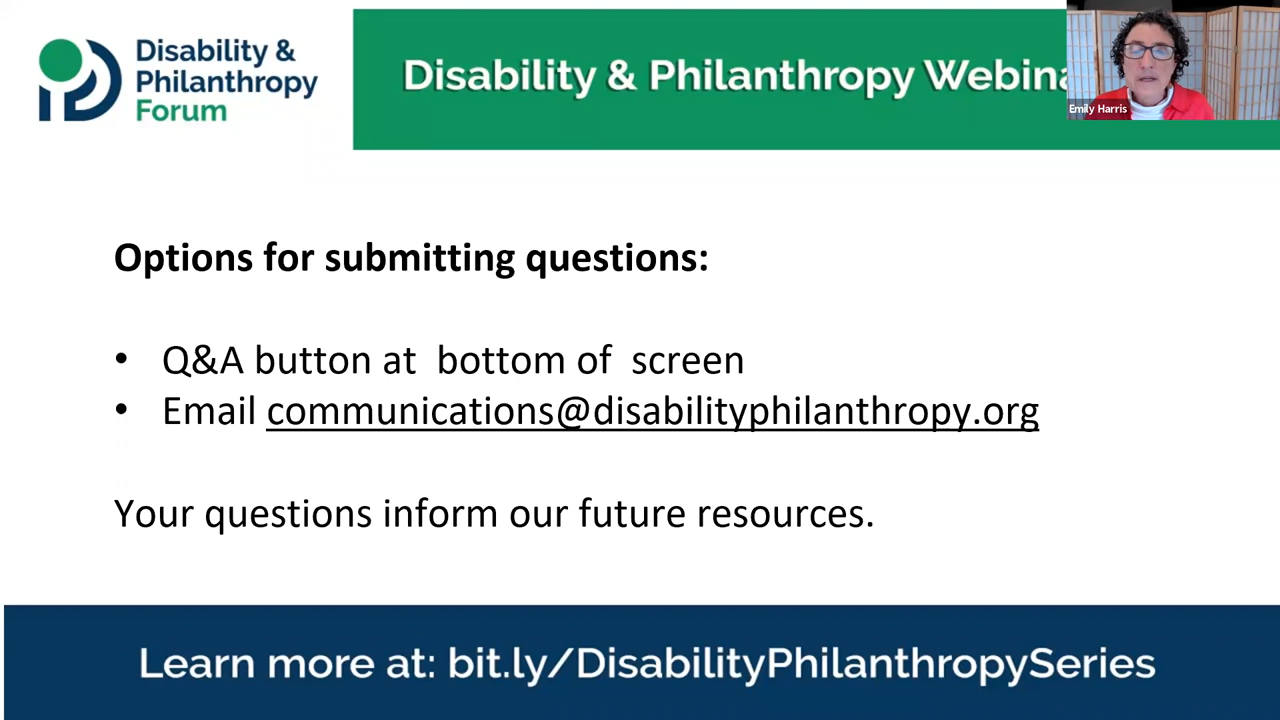 Disability &
Philanthropy
Forum
Disability & Philanthropy Webina
Emily Harris
Options for submitting questions:
• Q&A button at  bottom of  screen
• Email communications@disabilityphilanthropy.org
Your questions inform our future resources.
Learn more at: bit.ly/DisabilityPhilanthropySeries